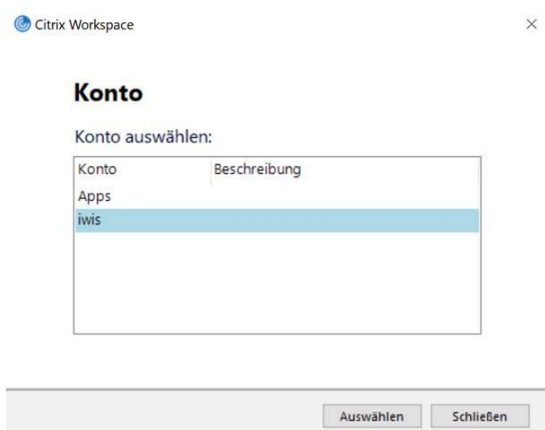 Citrix Workspace
Konto
Konto auswählen:
Konto Beschreibung
Apps
iwis
Auswählen Schließen